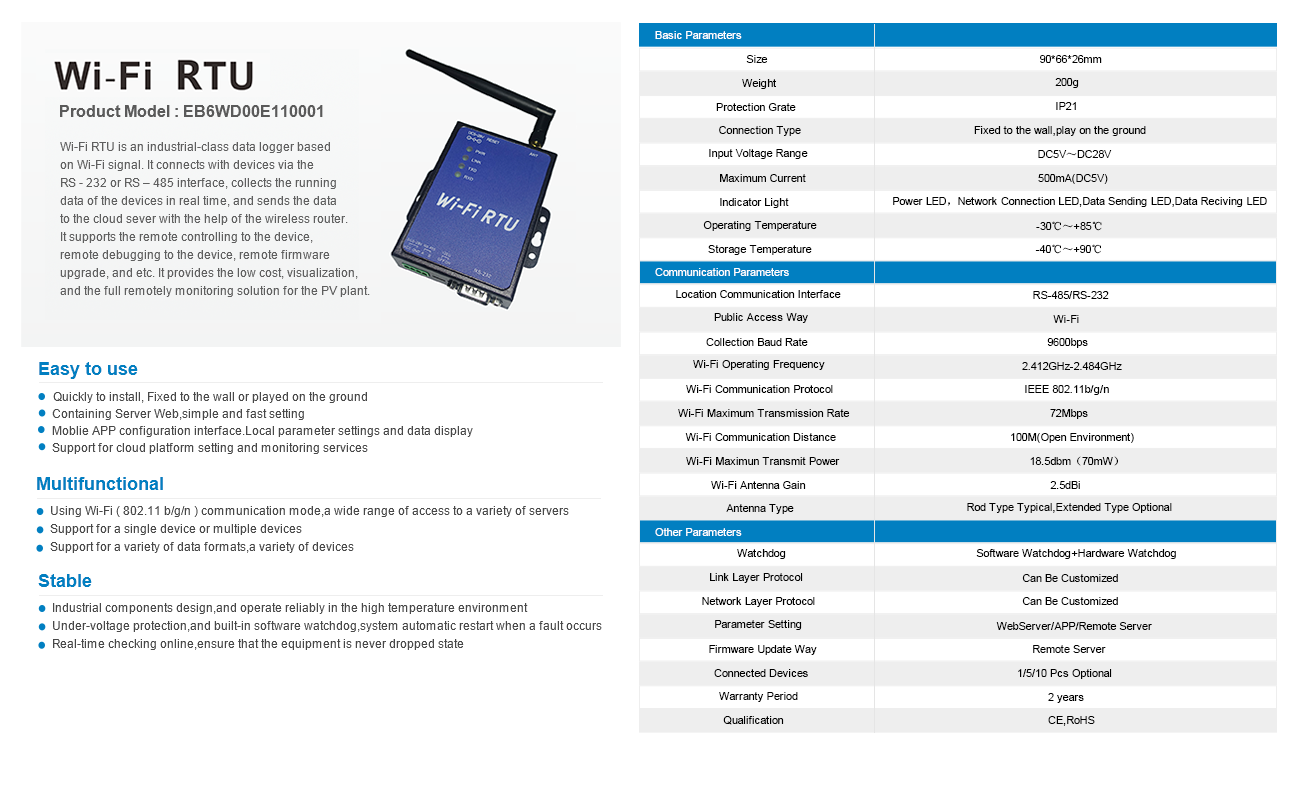 Wi-Fi RTU
Product Model : EB6WD00E110001
Wi-Fi RTU is an industrial-class data logger based
on Wi-Fi signal. It connects with devices via the
RS - 232 or RS – 485 interface, collects the running
data of the devices in real time, and sends the data
to the cloud sever with the help of the wireless router.
It supports the remote controlling to the device,
remote debugging to the device, remote firmware
upgrade, and etc. It provides the low cost, visualization,
and the full remotely monitoring solution for the PV plant.
RESET
ANT
PWR
LINK
TXD
RXD
Wi-Fi RTU
RS-232
Easy to use
Quickly to install, Fixed to the wall or played on the ground
Containing Server Web,simple and fast setting
Moblie APP configuration interface.Local parameter settings and data display
Support for cloud platform setting and monitoring services
Multifunctional
Using Wi-Fi ( 802.11 b/g/n ) communication mode,a wide range of access to a variety of servers
Support for a single device or multiple devices
Support for a variety of data formats,a variety of devices
Stable
Industrial components design,and operate reliably in the high temperature environment
Under-voltage protection,and built-in software watchdog,system automatic restart when a fault occurs
Real-time checking online,ensure that the equipment is never dropped state
Basic Parameters
Size 90*66*26mm
Weight 200g
Protection Grate IP21
Connection Type Fixed to the wall,play on the ground
Input Voltage Range DC5V～DC28V
Maximum Current 500mA(DC5V)
Indicator Light Power LED，Network Connection LED,Data Sending LED,Data Reciving LED
Operating Temperature -30℃～+85℃
Storage Temperature -40℃～+90℃
Communication Parameters
Location Communication Interface RS-485/RS-232
Public Access Way Wi-Fi
Collection Baud Rate 9600bps
Wi-Fi Operating Frequency 2.412GHz-2.484GHz
Wi-Fi Communication Protocol IEEE 802.11b/g/n
Wi-Fi Maximum Transmission Rate 72Mbps
Wi-Fi Communication Distance 100M(Open Environment)
Wi-Fi Maximun Transmit Power 18.5dbm（70mW）
Wi-Fi Antenna Gain 2.5dBi
Antenna Type Rod Type Typical,Extended Type Optional
Other Parameters
Watchdog Software Watchdog+Hardware Watchdog
Link Layer Protocol Can Be Customized
Network Layer Protocol Can Be Customized
Parameter Setting WebServer/APP/Remote Server
Firmware Update Way Remote Server
Connected Devices 1/5/10 Pcs Optional
Warranty Period 2 years
Qualification CE,RoHS